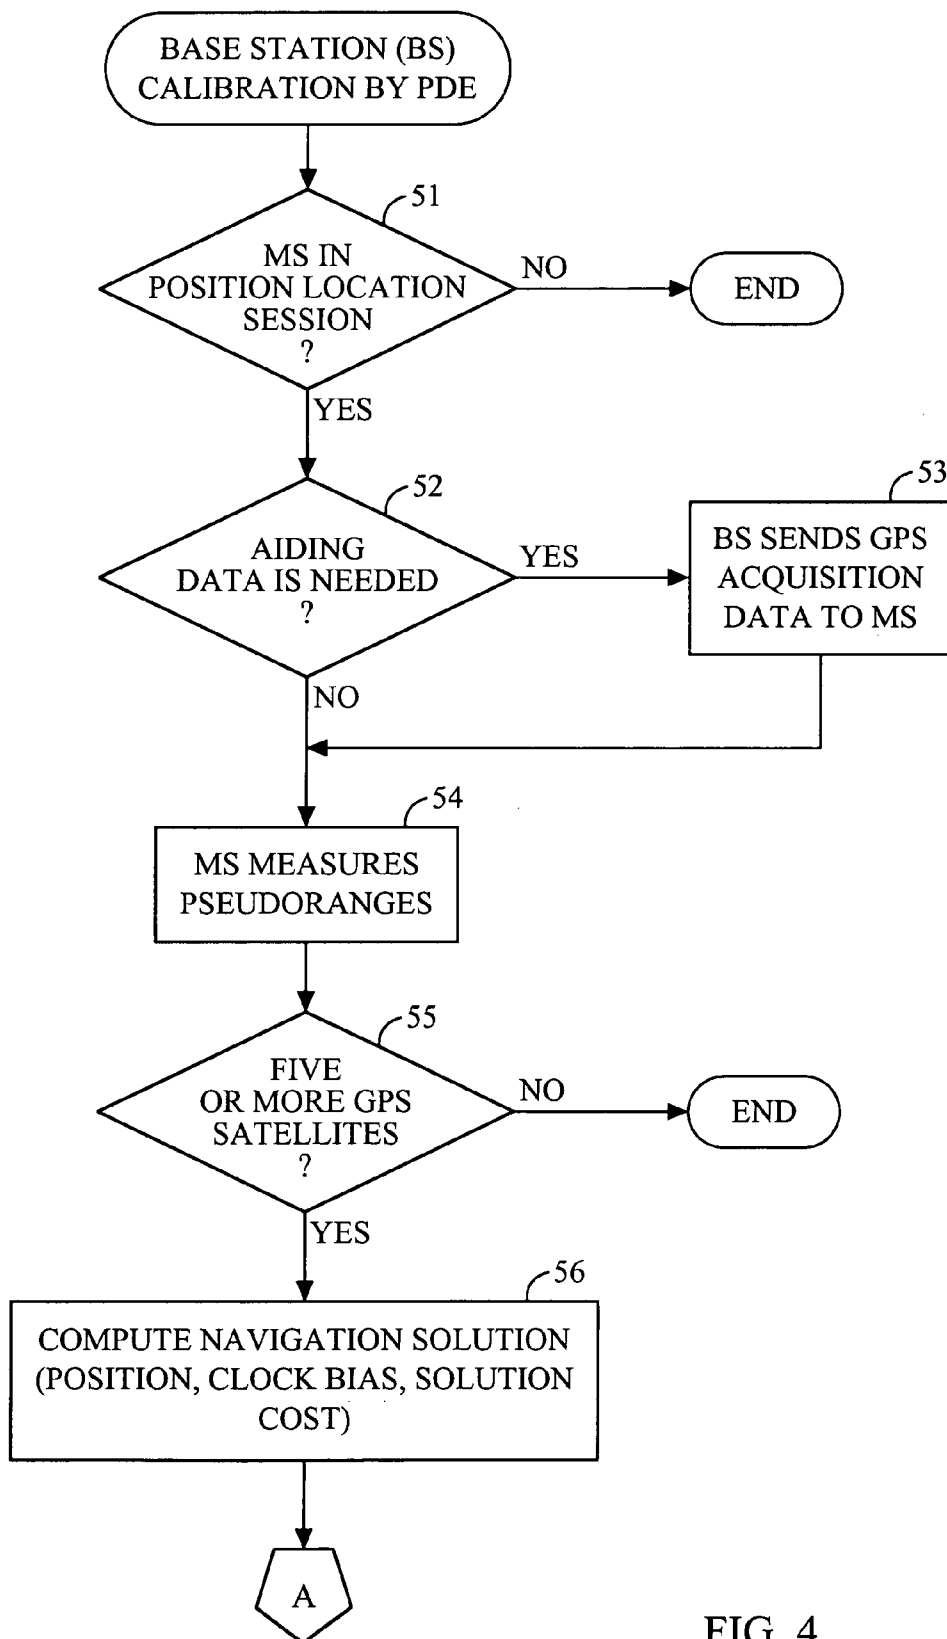 BASE STATION (BS)
CALIBRATION BY PDE
51
MS IN
POSITION LOCATION
SESSION
?
NO
END
YES
52
AIDING
DATA IS NEEDED
?
YES
53
BS SENDS GPS
ACQUISITION
DATA TO MS
NO
54
MS MEASURES
PSEUDORANGES
55
FIVE
OR MORE GPS
SATELLITES
?
NO
END
YES
56
COMPUTE NAVIGATION SOLUTION
(POSITION, CLOCK BIAS, SOLUTION
COST)
A
FIG. 4